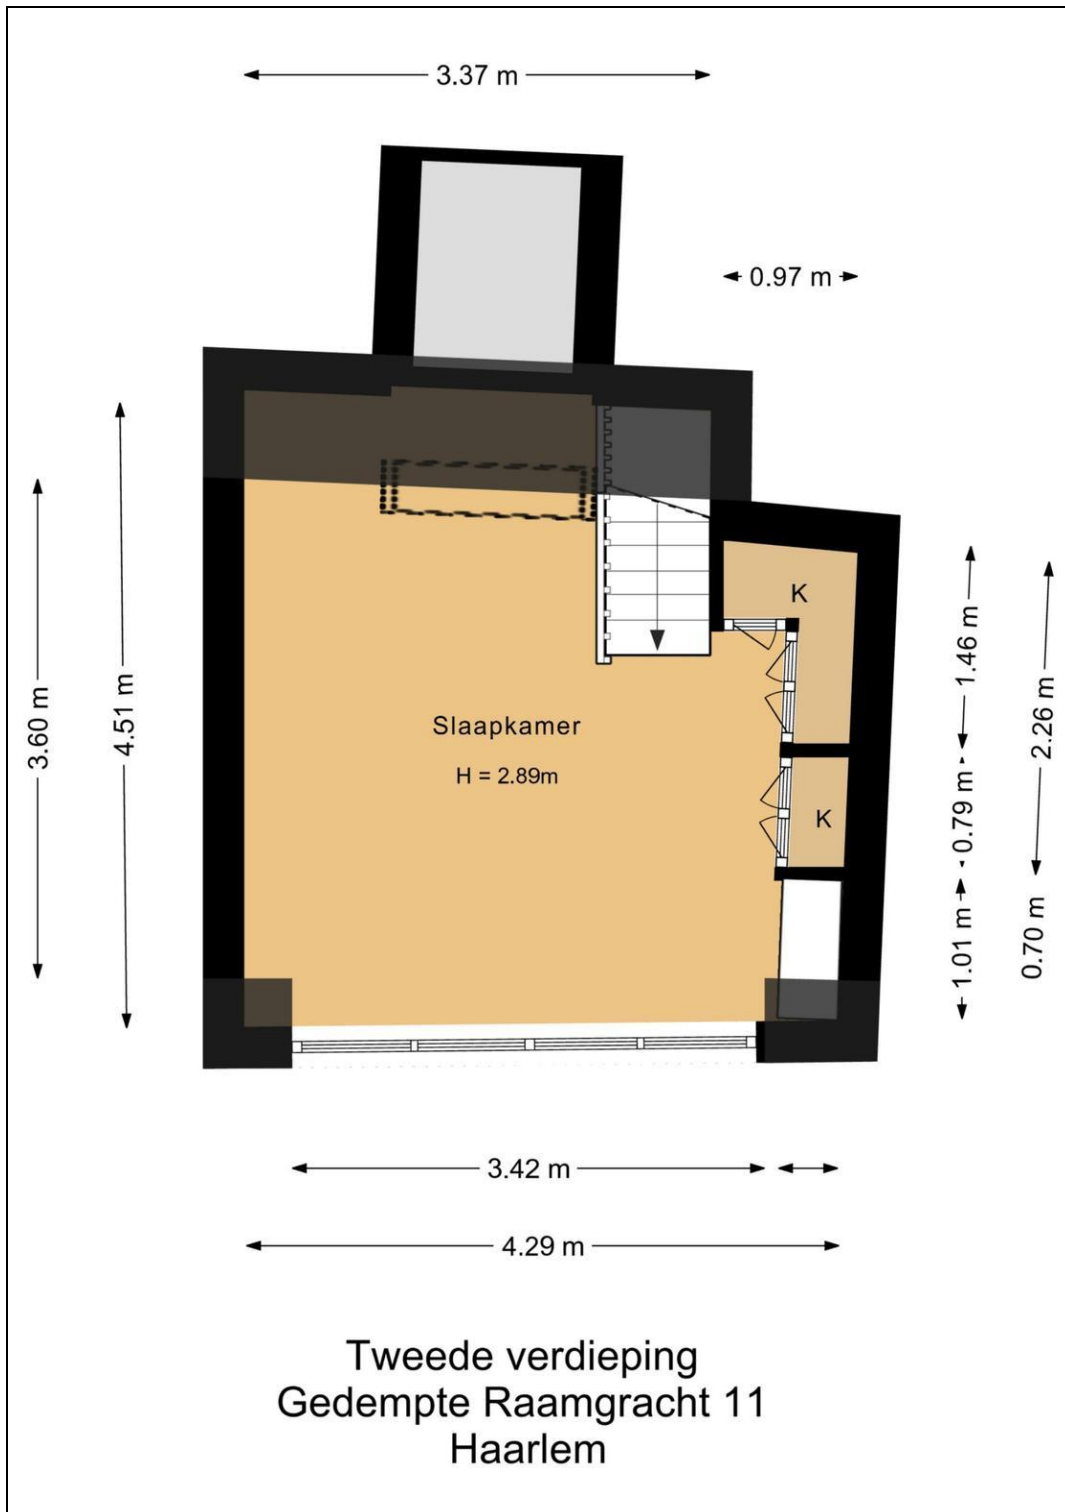 3.37 m
0.97 m
K
1.46 m
2.26 m
3.60 m
4.51 m
Slaapkamer
H = 2.89m
0.79 m
K
1.01 m
0.70 m
3.42 m
4.29 m
Tweede verdieping
Gedempte Raamgracht 11
Haarlem